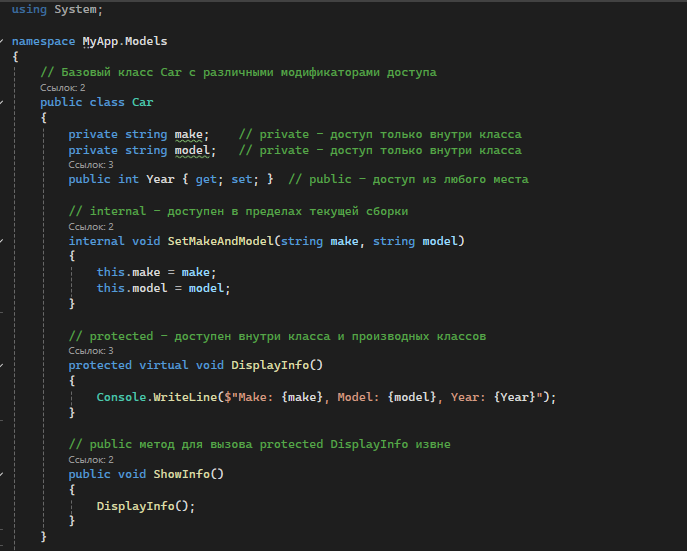 using System;
namespace MyApp.Models
{
// Базовый класс Car с различными модификаторами доступа
Ссылок: 2
public class Car
{
private string make;    // private – доступ только внутри класса
private string model;   // private – доступ только внутри класса
Ссылок: 3
public int Year { get; set; }  // public – доступ из любого места
// internal – доступен в пределах текущей сборки
Ссылок: 2
internal void SetMakeAndModel(string make, string model)
{
this.make = make;
this.model = model;
}
// protected – доступен внутри класса и производных классов
Ссылок: 3
protected virtual void DisplayInfo()
{
Console.WriteLine($"Make: {make}, Model: {model}, Year: {Year}");
}
// public метод для вызова protected DisplayInfo извне
Ссылок: 2
public void ShowInfo()
{
DisplayInfo();
}
}